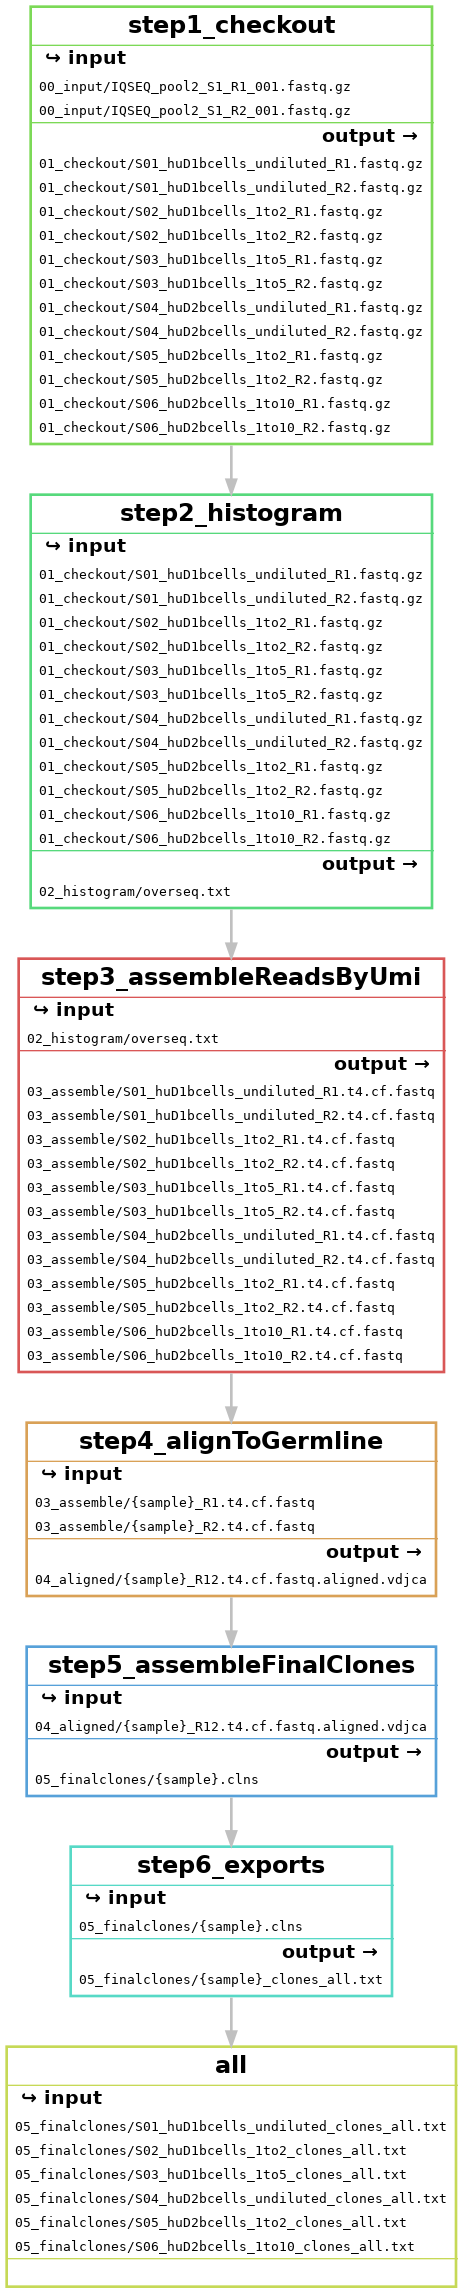 step1_checkout
↪ input
00_input/IQSEQ_pool2_S1_R1_001.fastq.gz
00_input/IQSEQ_pool2_S1_R2_001.fastq.gz
output →
01_checkout/S01_huD1bcells_undiluted_R1.fastq.gz
01_checkout/S01_huD1bcells_undiluted_R2.fastq.gz
01_checkout/S02_huD1bcells_1to2_R1.fastq.gz
01_checkout/S02_huD1bcells_1to2_R2.fastq.gz
01_checkout/S03_huD1bcells_1to5_R1.fastq.gz
01_checkout/S03_huD1bcells_1to5_R2.fastq.gz
01_checkout/S04_huD2bcells_undiluted_R1.fastq.gz
01_checkout/S04_huD2bcells_undiluted_R2.fastq.gz
01_checkout/S05_huD2bcells_1to2_R1.fastq.gz
01_checkout/S05_huD2bcells_1to2_R2.fastq.gz
01_checkout/S06_huD2bcells_1to10_R1.fastq.gz
01_checkout/S06_huD2bcells_1to10_R2.fastq.gz
step2_histogram
↪ input
01_checkout/S01_huD1bcells_undiluted_R1.fastq.gz
01_checkout/S01_huD1bcells_undiluted_R2.fastq.gz
01_checkout/S02_huD1bcells_1to2_R1.fastq.gz
01_checkout/S02_huD1bcells_1to2_R2.fastq.gz
01_checkout/S03_huD1bcells_1to5_R1.fastq.gz
01_checkout/S03_huD1bcells_1to5_R2.fastq.gz
01_checkout/S04_huD2bcells_undiluted_R1.fastq.gz
01_checkout/S04_huD2bcells_undiluted_R2.fastq.gz
01_checkout/S05_huD2bcells_1to2_R1.fastq.gz
01_checkout/S05_huD2bcells_1to2_R2.fastq.gz
01_checkout/S06_huD2bcells_1to10_R1.fastq.gz
01_checkout/S06_huD2bcells_1to10_R2.fastq.gz
output →
02_histogram/overseq.txt
step3_assembleReadsByUmi
↪ input
02_histogram/overseq.txt
output →
03_assemble/S01_huD1bcells_undiluted_R1.t4.cf.fastq
03_assemble/S01_huD1bcells_undiluted_R2.t4.cf.fastq
03_assemble/S02_huD1bcells_1to2_R1.t4.cf.fastq
03_assemble/S02_huD1bcells_1to2_R2.t4.cf.fastq
03_assemble/S03_huD1bcells_1to5_R1.t4.cf.fastq
03_assemble/S03_huD1bcells_1to5_R2.t4.cf.fastq
03_assemble/S04_huD2bcells_undiluted_R1.t4.cf.fastq
03_assemble/S04_huD2bcells_undiluted_R2.t4.cf.fastq
03_assemble/S05_huD2bcells_1to2_R1.t4.cf.fastq
03_assemble/S05_huD2bcells_1to2_R2.t4.cf.fastq
03_assemble/S06_huD2bcells_1to10_R1.t4.cf.fastq
03_assemble/S06_huD2bcells_1to10_R2.t4.cf.fastq
step4_alignToGermline
↪ input
03_assemble/{sample}_R1.t4.cf.fastq
03_assemble/{sample}_R2.t4.cf.fastq
output →
04_aligned/{sample}_R12.t4.cf.fastq.aligned.vdjca
step5_assembleFinalClones
↪ input
04_aligned/{sample}_R12.t4.cf.fastq.aligned.vdjca
output →
05_finalclones/{sample}.clns
step6_exports
↪ input
05_finalclones/{sample}.clns
output →
05_finalclones/{sample}_clones_all.txt
all
↪ input
05_finalclones/S01_huD1bcells_undiluted_clones_all.txt
05_finalclones/S02_huD1bcells_1to2_clones_all.txt
05_finalclones/S03_huD1bcells_1to5_clones_all.txt
05_finalclones/S04_huD2bcells_undiluted_clones_all.txt
05_finalclones/S05_huD2bcells_1to2_clones_all.txt
05_finalclones/S06_huD2bcells_1to10_clones_all.txt